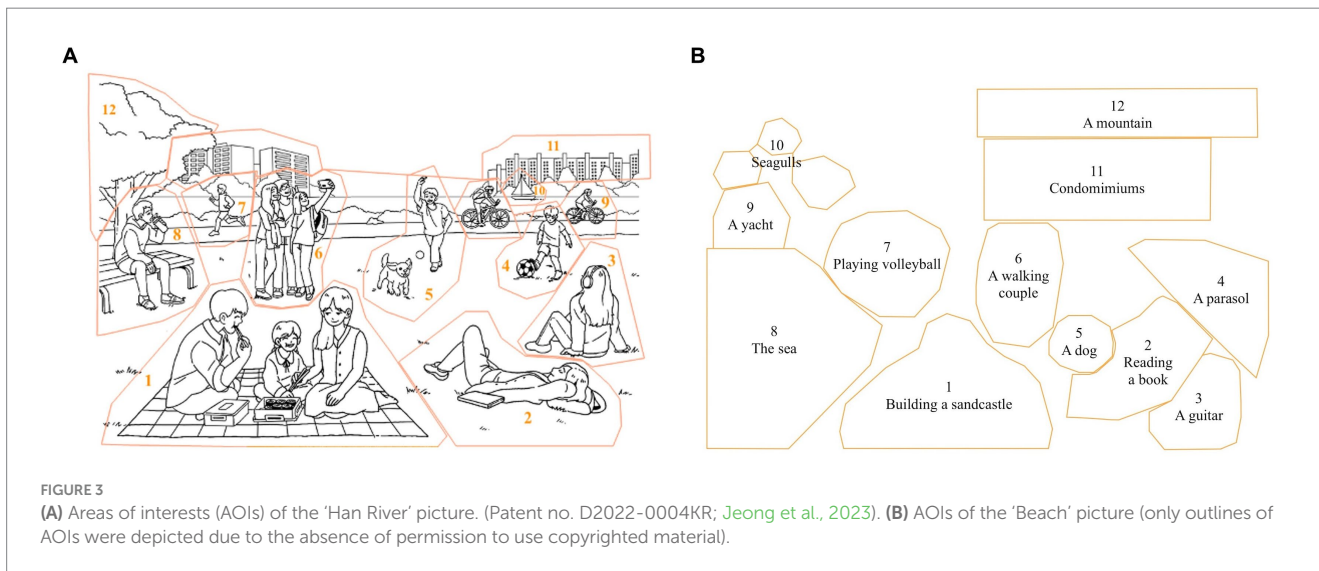 A
12
11
10
9
8
7
6
5
4
3
2
1
B
12
A mountain
11
Condomimiums
10
Seagulls
9
A yacht
8
The sea
7
Playing volleyball
6
A walking
couple
5
A dog
4
A parasol
2
Reading
a book
3
A guitar
1
Building a sandcastle
FIGURE 3
(A) Areas of interests (AOIs) of the ‘Han River’ picture. (Patent no. D2022-0004KR; Jeong et al., 2023). (B) AOIs of the ‘Beach’ picture (only outlines of
AOIs were depicted due to the absence of permission to use copyrighted material).